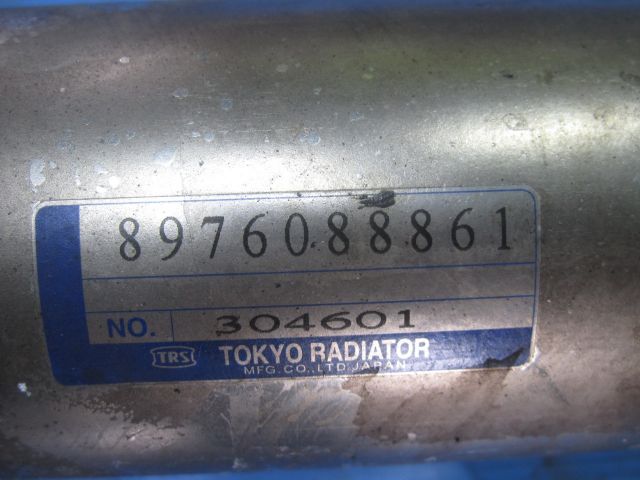 8976088861
NO. 304601
TRS TOKYO RADIATOR
MFG.CO.,LTD.JAPAN